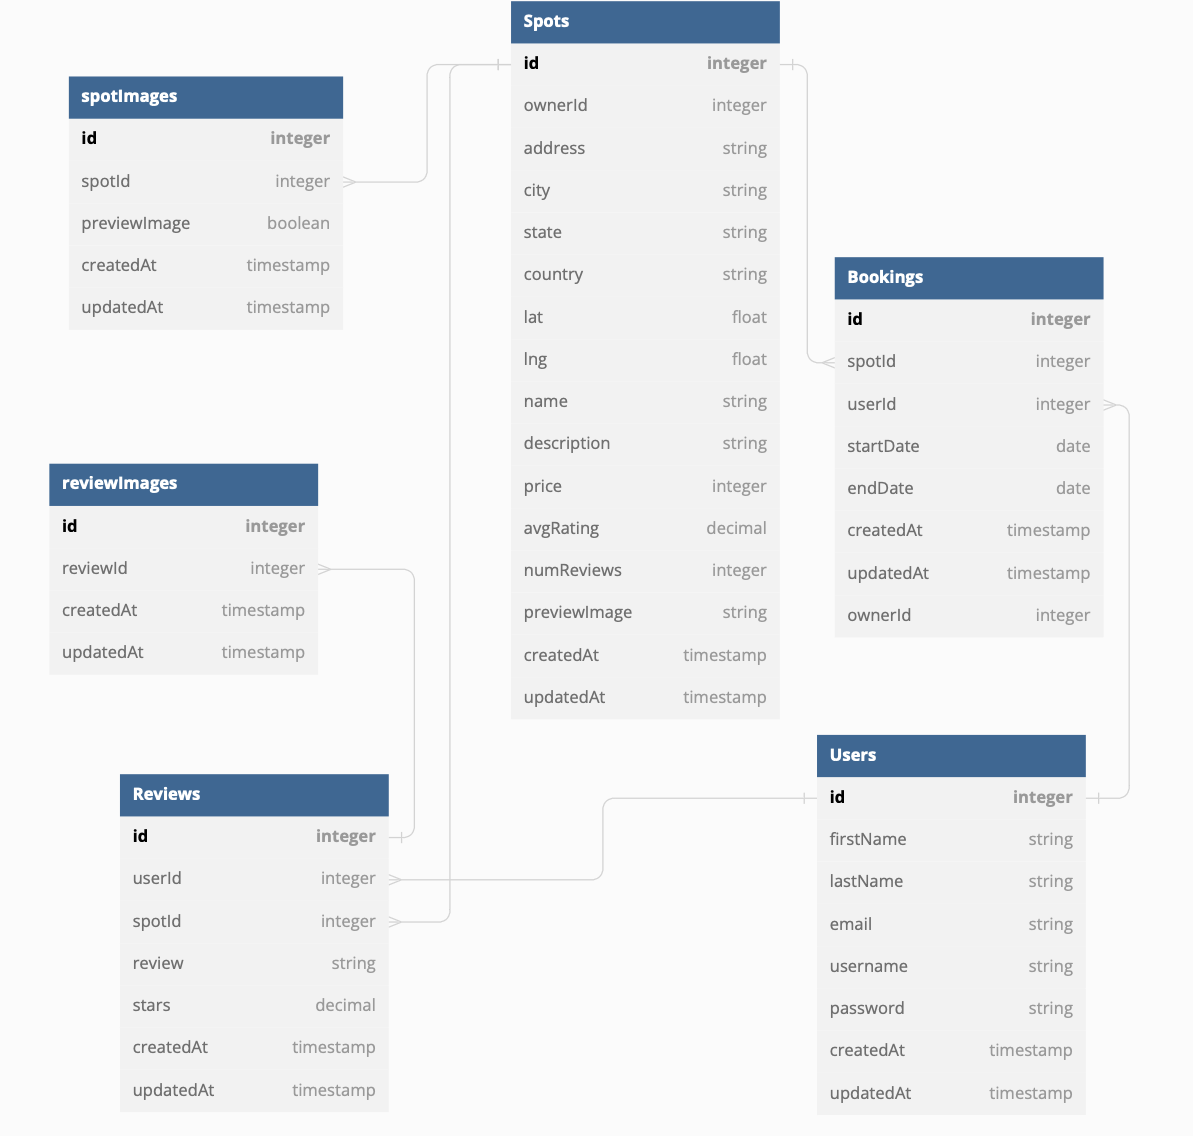 Spots
id integer
ownerId integer
address string
city string
state string
country string
lat float
lng float
name string
description string
price integer
avgRating decimal
numReviews integer
previewImage string
createdAt timestamp
updatedAt timestamp
spotImages
id integer
spotId integer
previewImage boolean
createdAt timestamp
updatedAt timestamp
Bookings
id integer
spotId integer
userId integer
startDate date
endDate date
createdAt timestamp
updatedAt timestamp
ownerId integer
reviewImages
id integer
reviewId integer
createdAt timestamp
updatedAt timestamp
Reviews
id integer
userId integer
spotId integer
review string
stars decimal
createdAt timestamp
updatedAt timestamp
Users
id integer
firstName string
lastName string
email string
username string
password string
createdAt timestamp
updatedAt timestamp